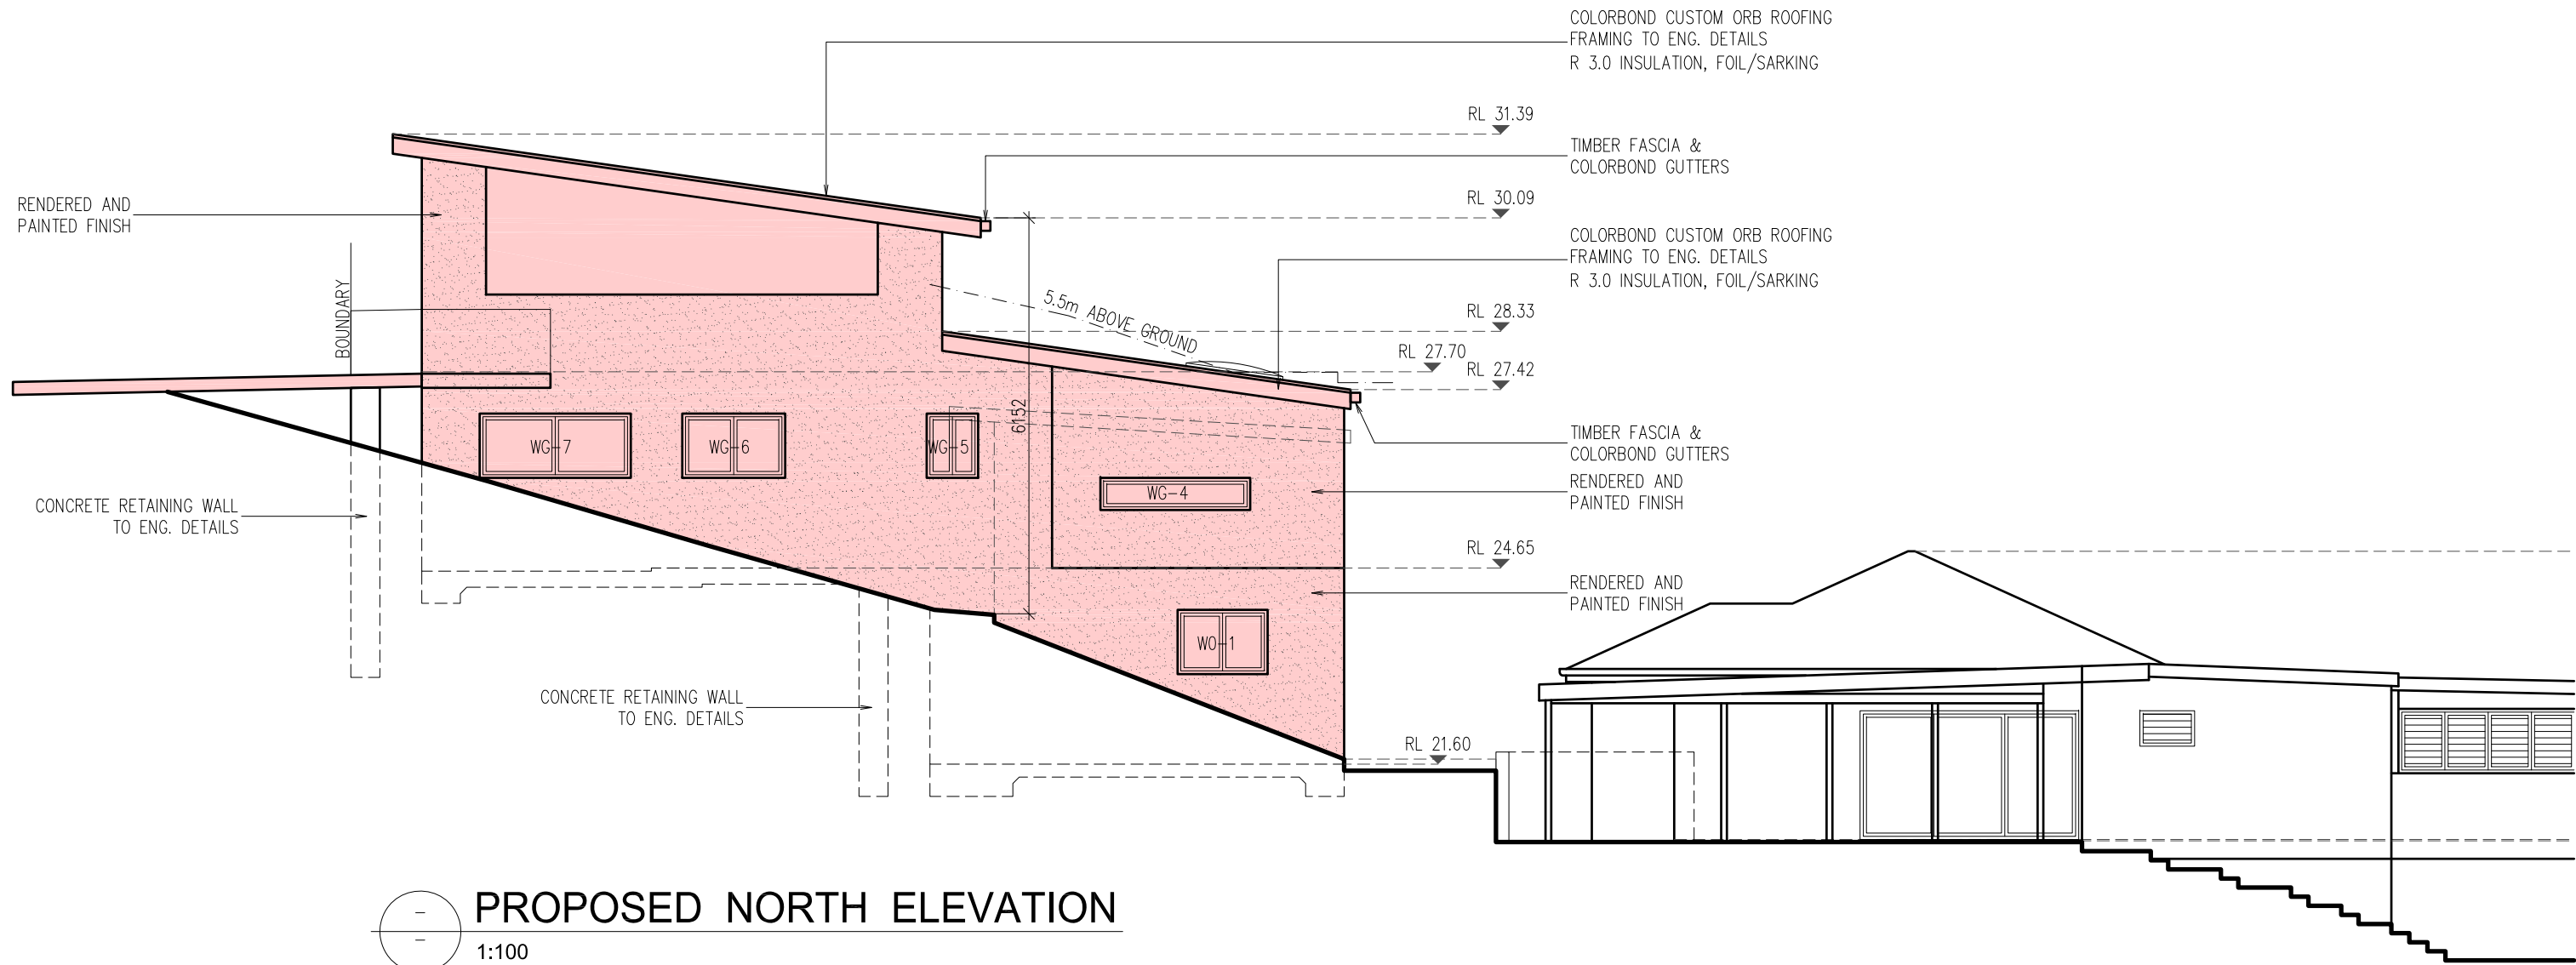 COLORBOND CUSTOM ORB ROOFING
FRAMING TO ENG. DETAILS
R 3.0 INSULATION, FOIL/SARKING
RL 31.39
TIMBER FASCIA &
COLORBOND GUTTERS
RL 30.09
RENDERED AND
PAINTED FINISH
COLORBOND CUSTOM ORB ROOFING
FRAMING TO ENG. DETAILS
R 3.0 INSULATION, FOIL/SARKING
BOUNDARY
5.5m ABOVE GROUND
RL 28.33
RL 27.70
RL 27.42
6152
WG-7
WG-6
WG-5
TIMBER FASCIA &
COLORBOND GUTTERS
WG-4
RENDERED AND
PAINTED FINISH
CONCRETE RETAINING WALL
TO ENG. DETAILS
RL 24.65
RENDERED AND
PAINTED FINISH
WO-1
CONCRETE RETAINING WALL
TO ENG. DETAILS
RL 21.60
PROPOSED NORTH ELEVATION
1:100